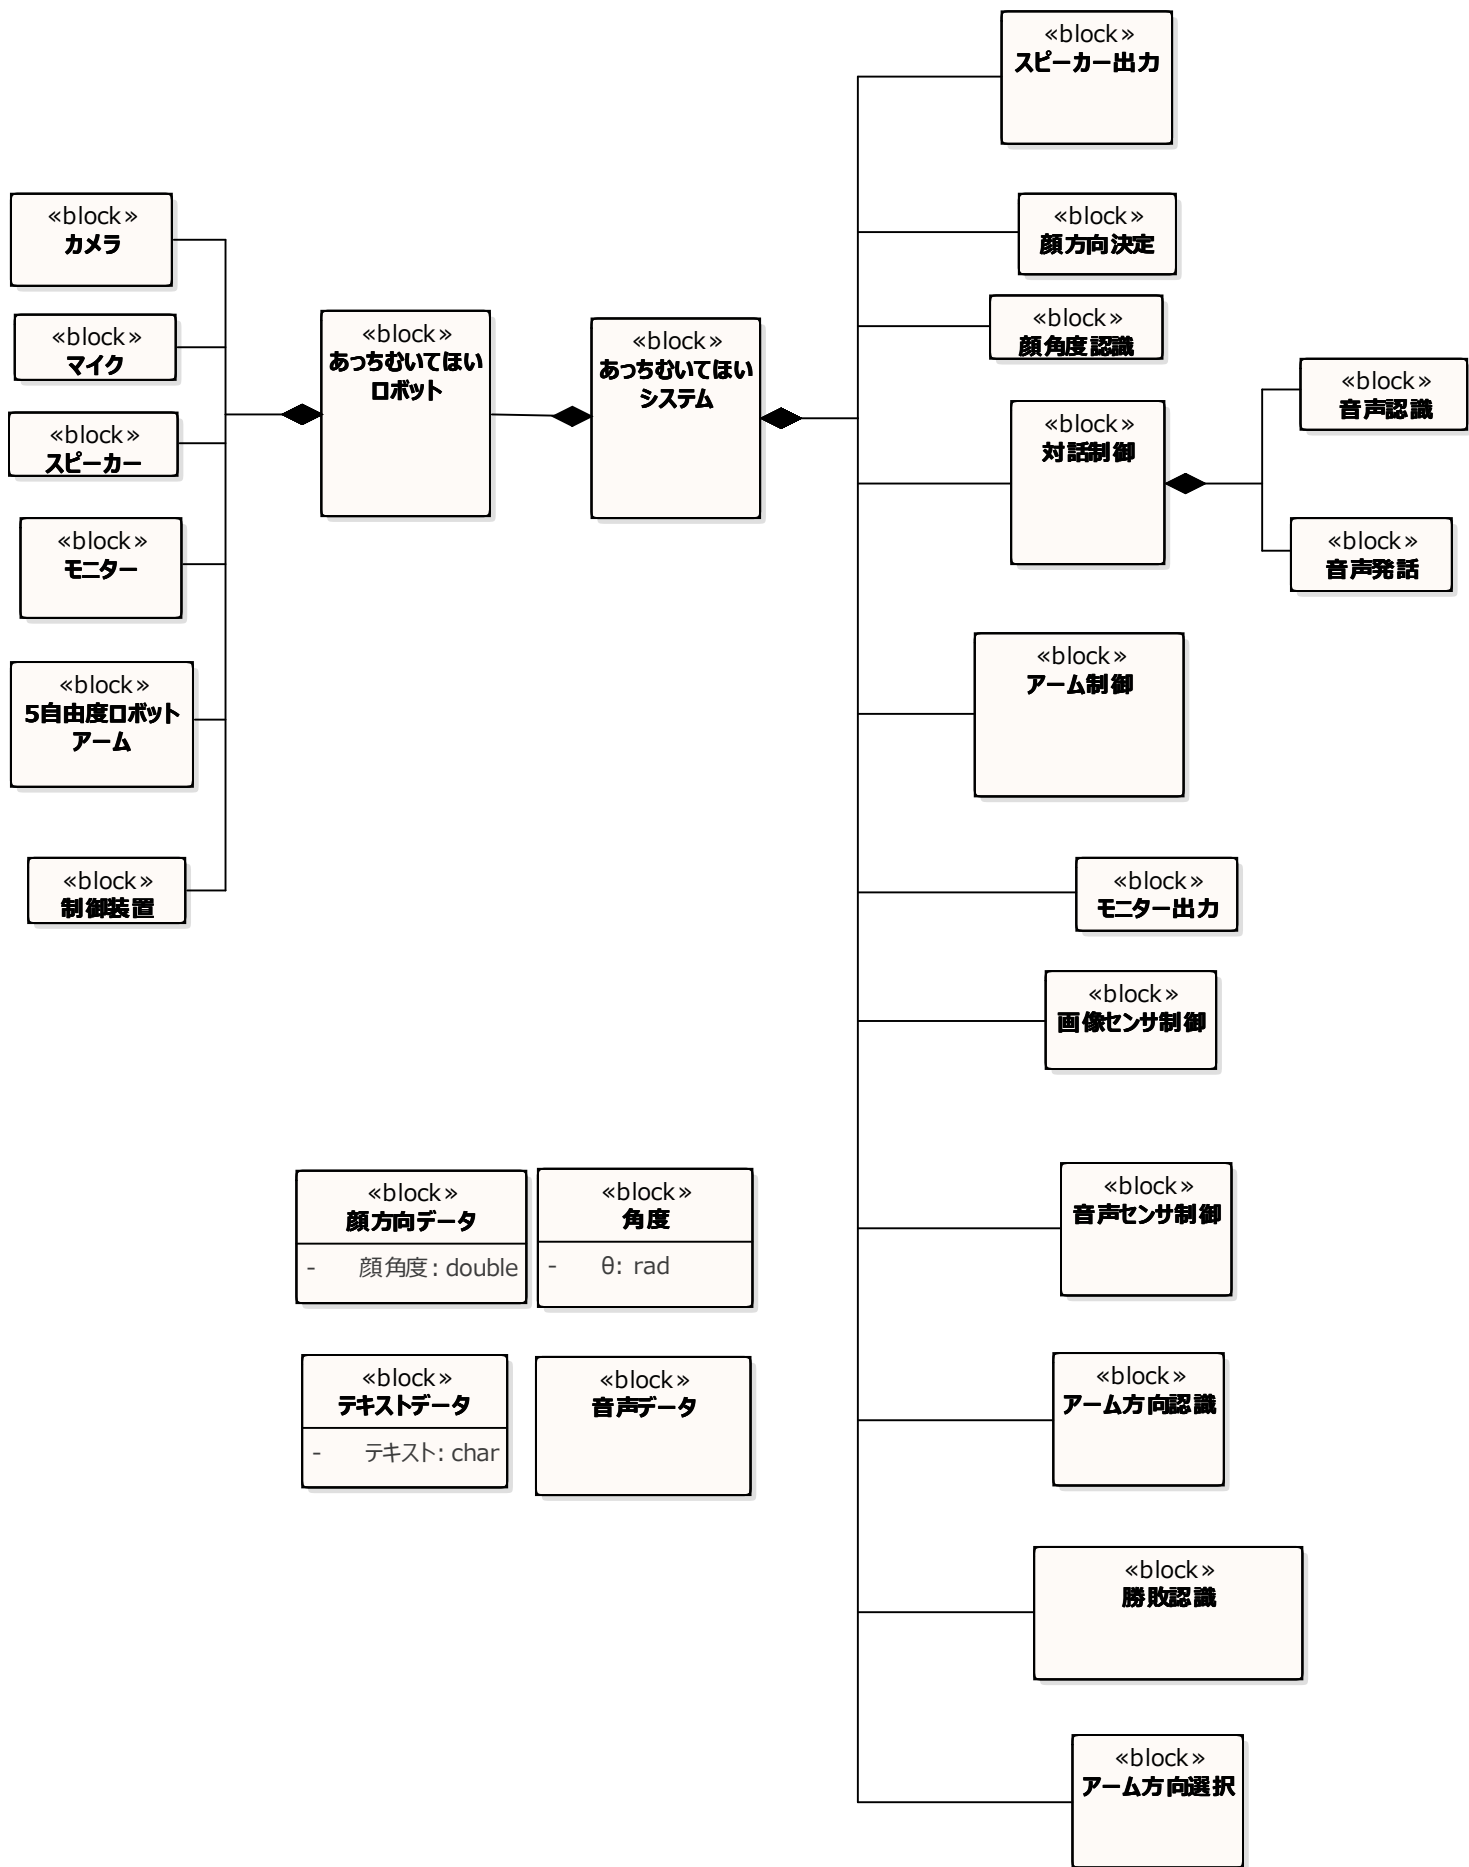 «block»
スピーカー出力
«block»
カメラ
«block»
顔方向決定
«block»
顔角度認識
«block»
マイク
«block»
あっちむいてほい
ロボット
«block»
あっちむいてほい
システム
«block»
音声認識
«block»
対話制御
«block»
スピーカー
«block»
モニター
«block»
音声発話
«block»
アーム制御
«block»
5自由度ロボット
アーム
«block»
制御装置
«block»
モニター出力
«block»
画像センサ制御
«block»
顔方向データ
- 顔角度: double
«block»
角度
- θ: rad
«block»
音声センサ制御
«block»
テキストデータ
- テキスト: char
«block»
音声データ
«block»
アーム方向認識
«block»
勝敗認識
«block»
アーム方向選択